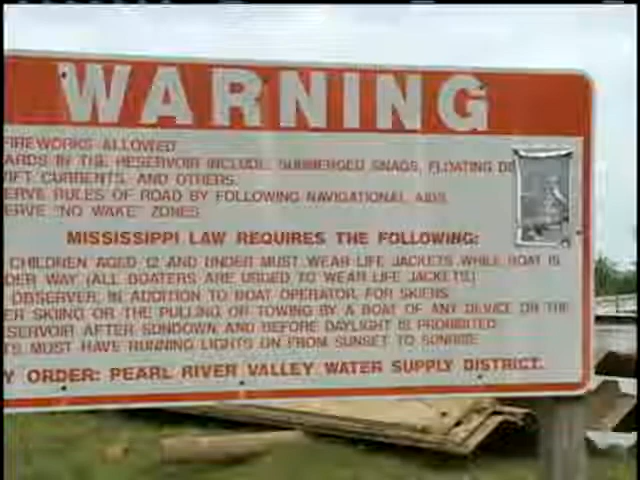 WARNING
FIREWORKS ALLOWED
ARDS IN THE RESERVOIR INCLUDE: SUBMERGED SNAGS, FLOATING DE
IFT CURRENTS, AND OTHERS.
ERVE RULES OF ROAD BY FOLLOWING NAVIGATIONAL AIDS.
ERVE "NO WAKE" ZONES.
MISSISSIPPI LAW REQUIRES THE FOLLOWING:
CHILDREN AGED 12 AND UNDER MUST WEAR LIFE JACKETS WHILE BOAT IS
DER WAY (ALL BOATERS ARE URGED TO WEAR LIFE JACKETS)
OBSERVER, IN ADDITION TO BOAT OPERATOR, FOR SKIERS.
ER SKIING OR THE PULLING OR TOWING BY A BOAT OF ANY DEVICE ON THE
SERVOIR AFTER SUNDOWN AND BEFORE DAYLIGHT IS PROHIBITED
TS MUST HAVE RUNNING LIGHTS ON FROM SUNSET TO SUNRISE
Y ORDER: PEARL RIVER VALLEY WATER SUPPLY DISTRICT.